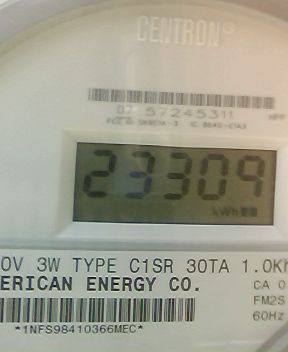 CENTRON®
07 57245311
23309
kWh
0V 3W TYPE C1SR 30TA 1.0Kh
ERICAN ENERGY CO.
CA 0
FM2S
60Hz
*1NFS98410366MEC*